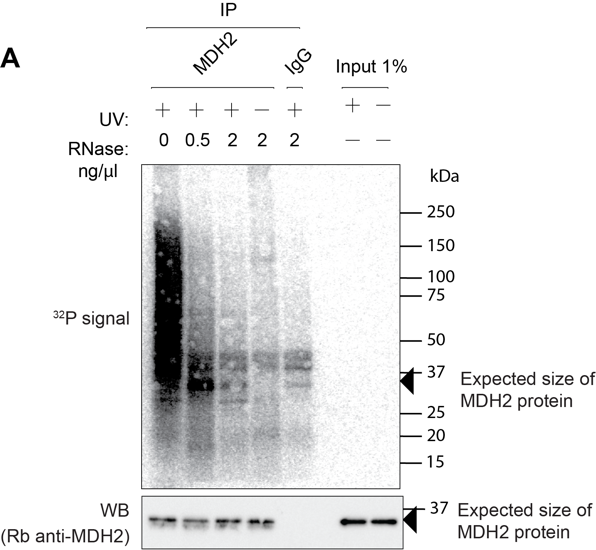 IP
A
MDH2
IgG
Input 1%
UV: + + + − + + −
RNase: 0 0.5 2 2 2 − −
ng/µl
kDa
250
150
100
75
50
37
25
20
15
³²P signal
Expected size of
MDH2 protein
WB
(Rb anti-MDH2)
37
Expected size of
MDH2 protein